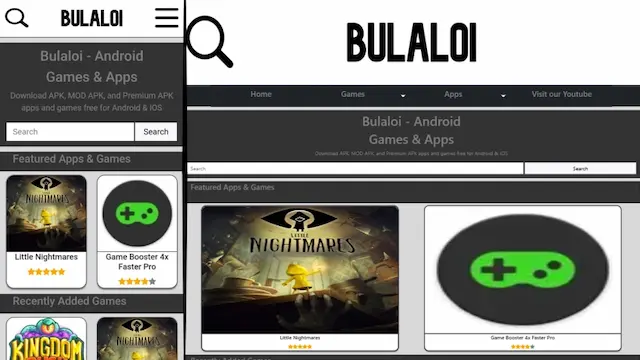 BULALOI
Bulaloi - Android
Games & Apps
Download APK, MOD APK, and Premium APK
apps and games free for Android & IOS
Search
Search
Featured Apps & Games
LITTLE
NIGHTMARES
Little Nightmares
Game Booster 4x
Faster Pro
Recently Added Games
KINGDOM
BULALOI
Home
Games
Apps
Visit our Youtube
Bulaloi - Android
Games & Apps
Download APK, MOD APK, and Premium APK apps and games free for Android & IOS
Search
Search
Featured Apps & Games
LITTLE
NIGHTMARES
Little Nightmares
Game Booster 4x Faster Pro
Recently Added Games